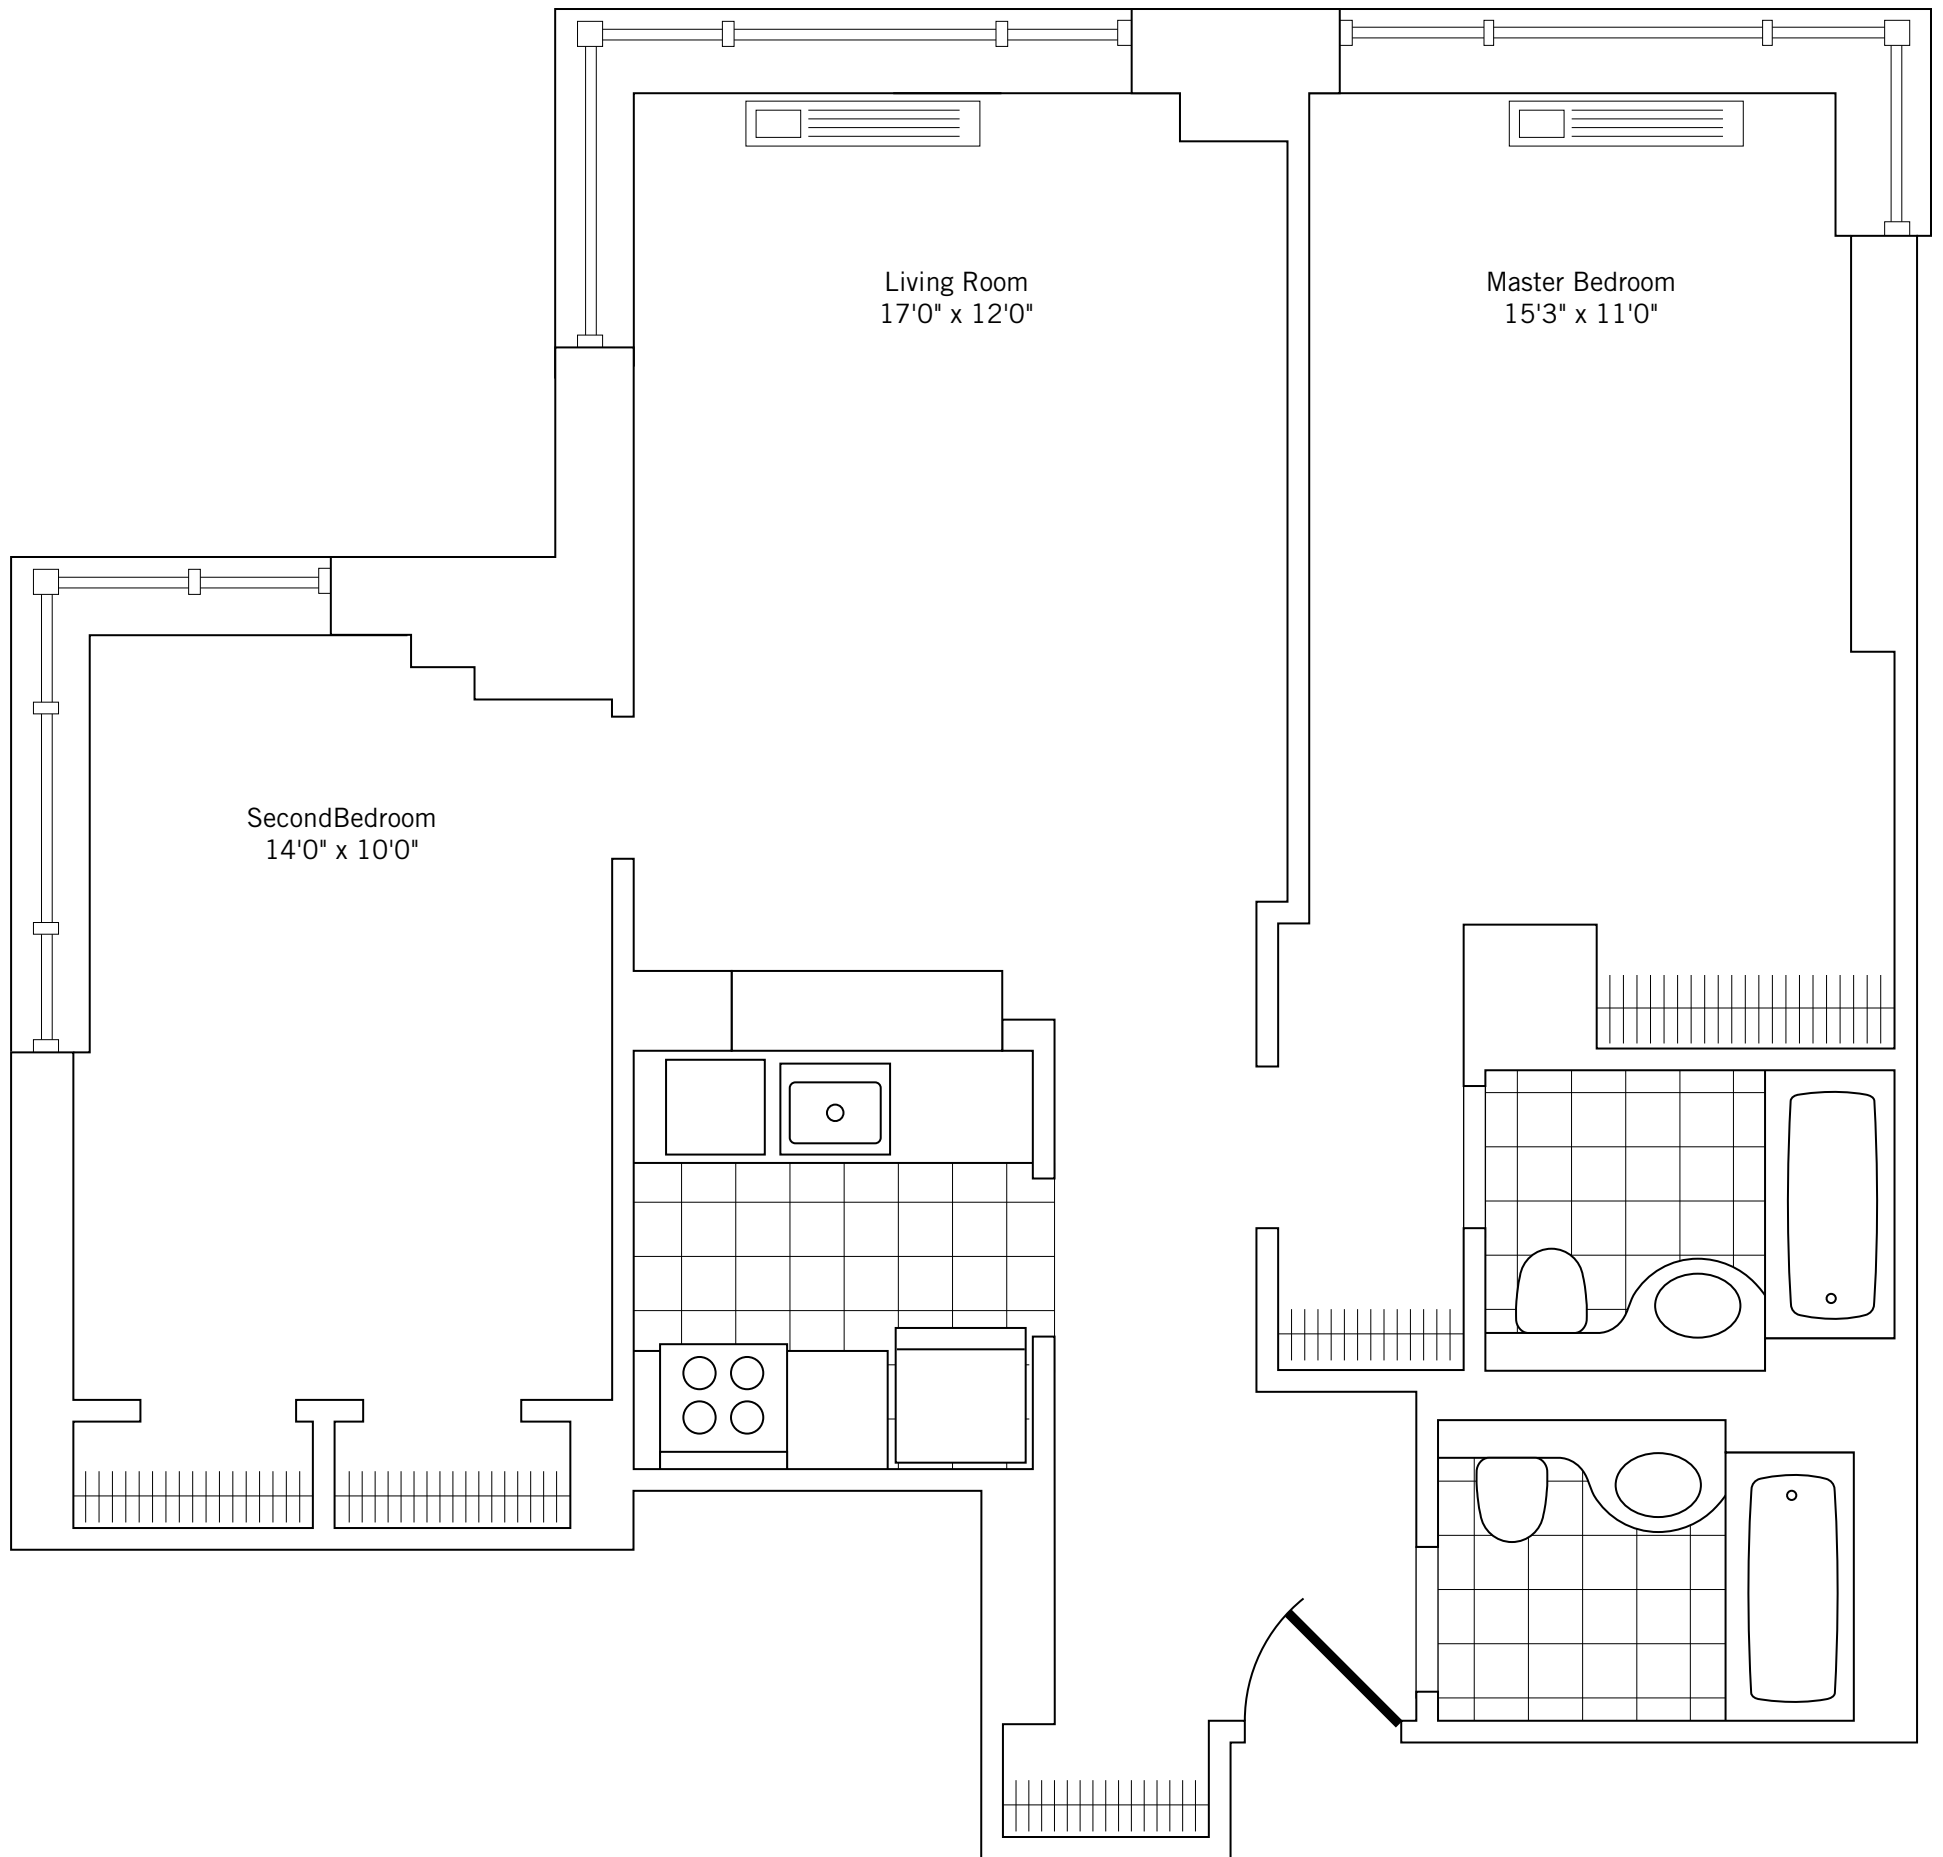 Living Room
17'0" x 12'0"
Master Bedroom
15'3" x 11'0"
SecondBedroom
14'0" x 10'0"